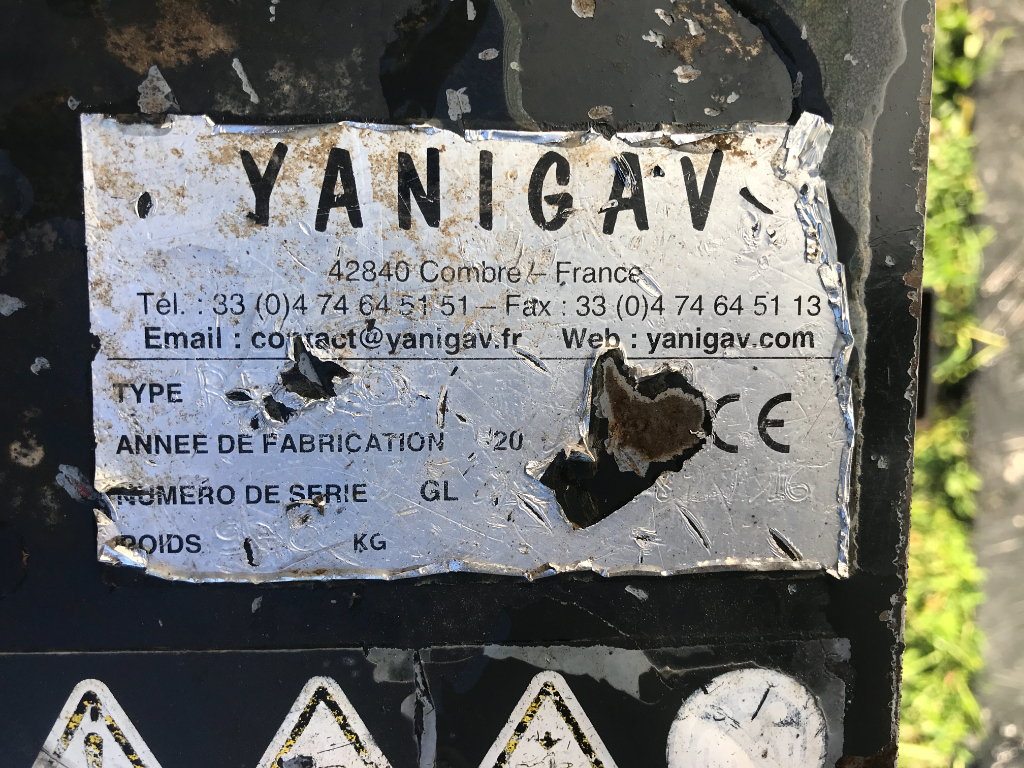 YANIGAV
42840 Combre – France
Tél. : 33 (0)4 74 64 51 51 – Fax : 33 (0)4 74 64 51 13
Email : contact@yanigav.fr Web : yanigav.com
TYPE
ANNEE DE FABRICATION 20 CE
NUMERO DE SERIE GL 16
POIDS KG